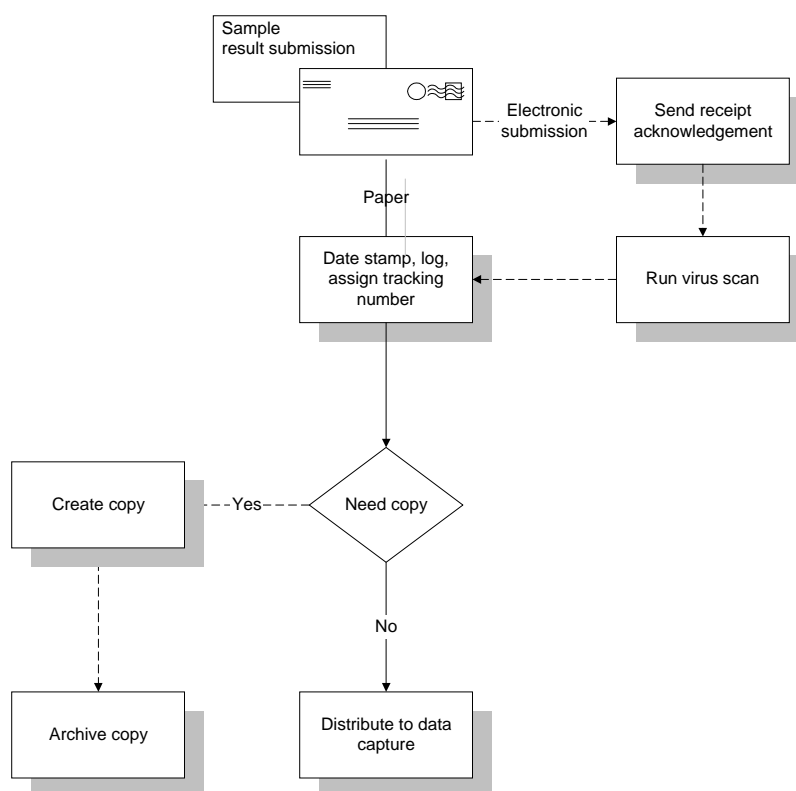 Sample
result submission
Electronic
submission
Send receipt
acknowledgement
Paper
Date stamp, log,
assign tracking
number
Run virus scan
Create copy
Yes
Need copy
No
Archive copy
Distribute to data
capture